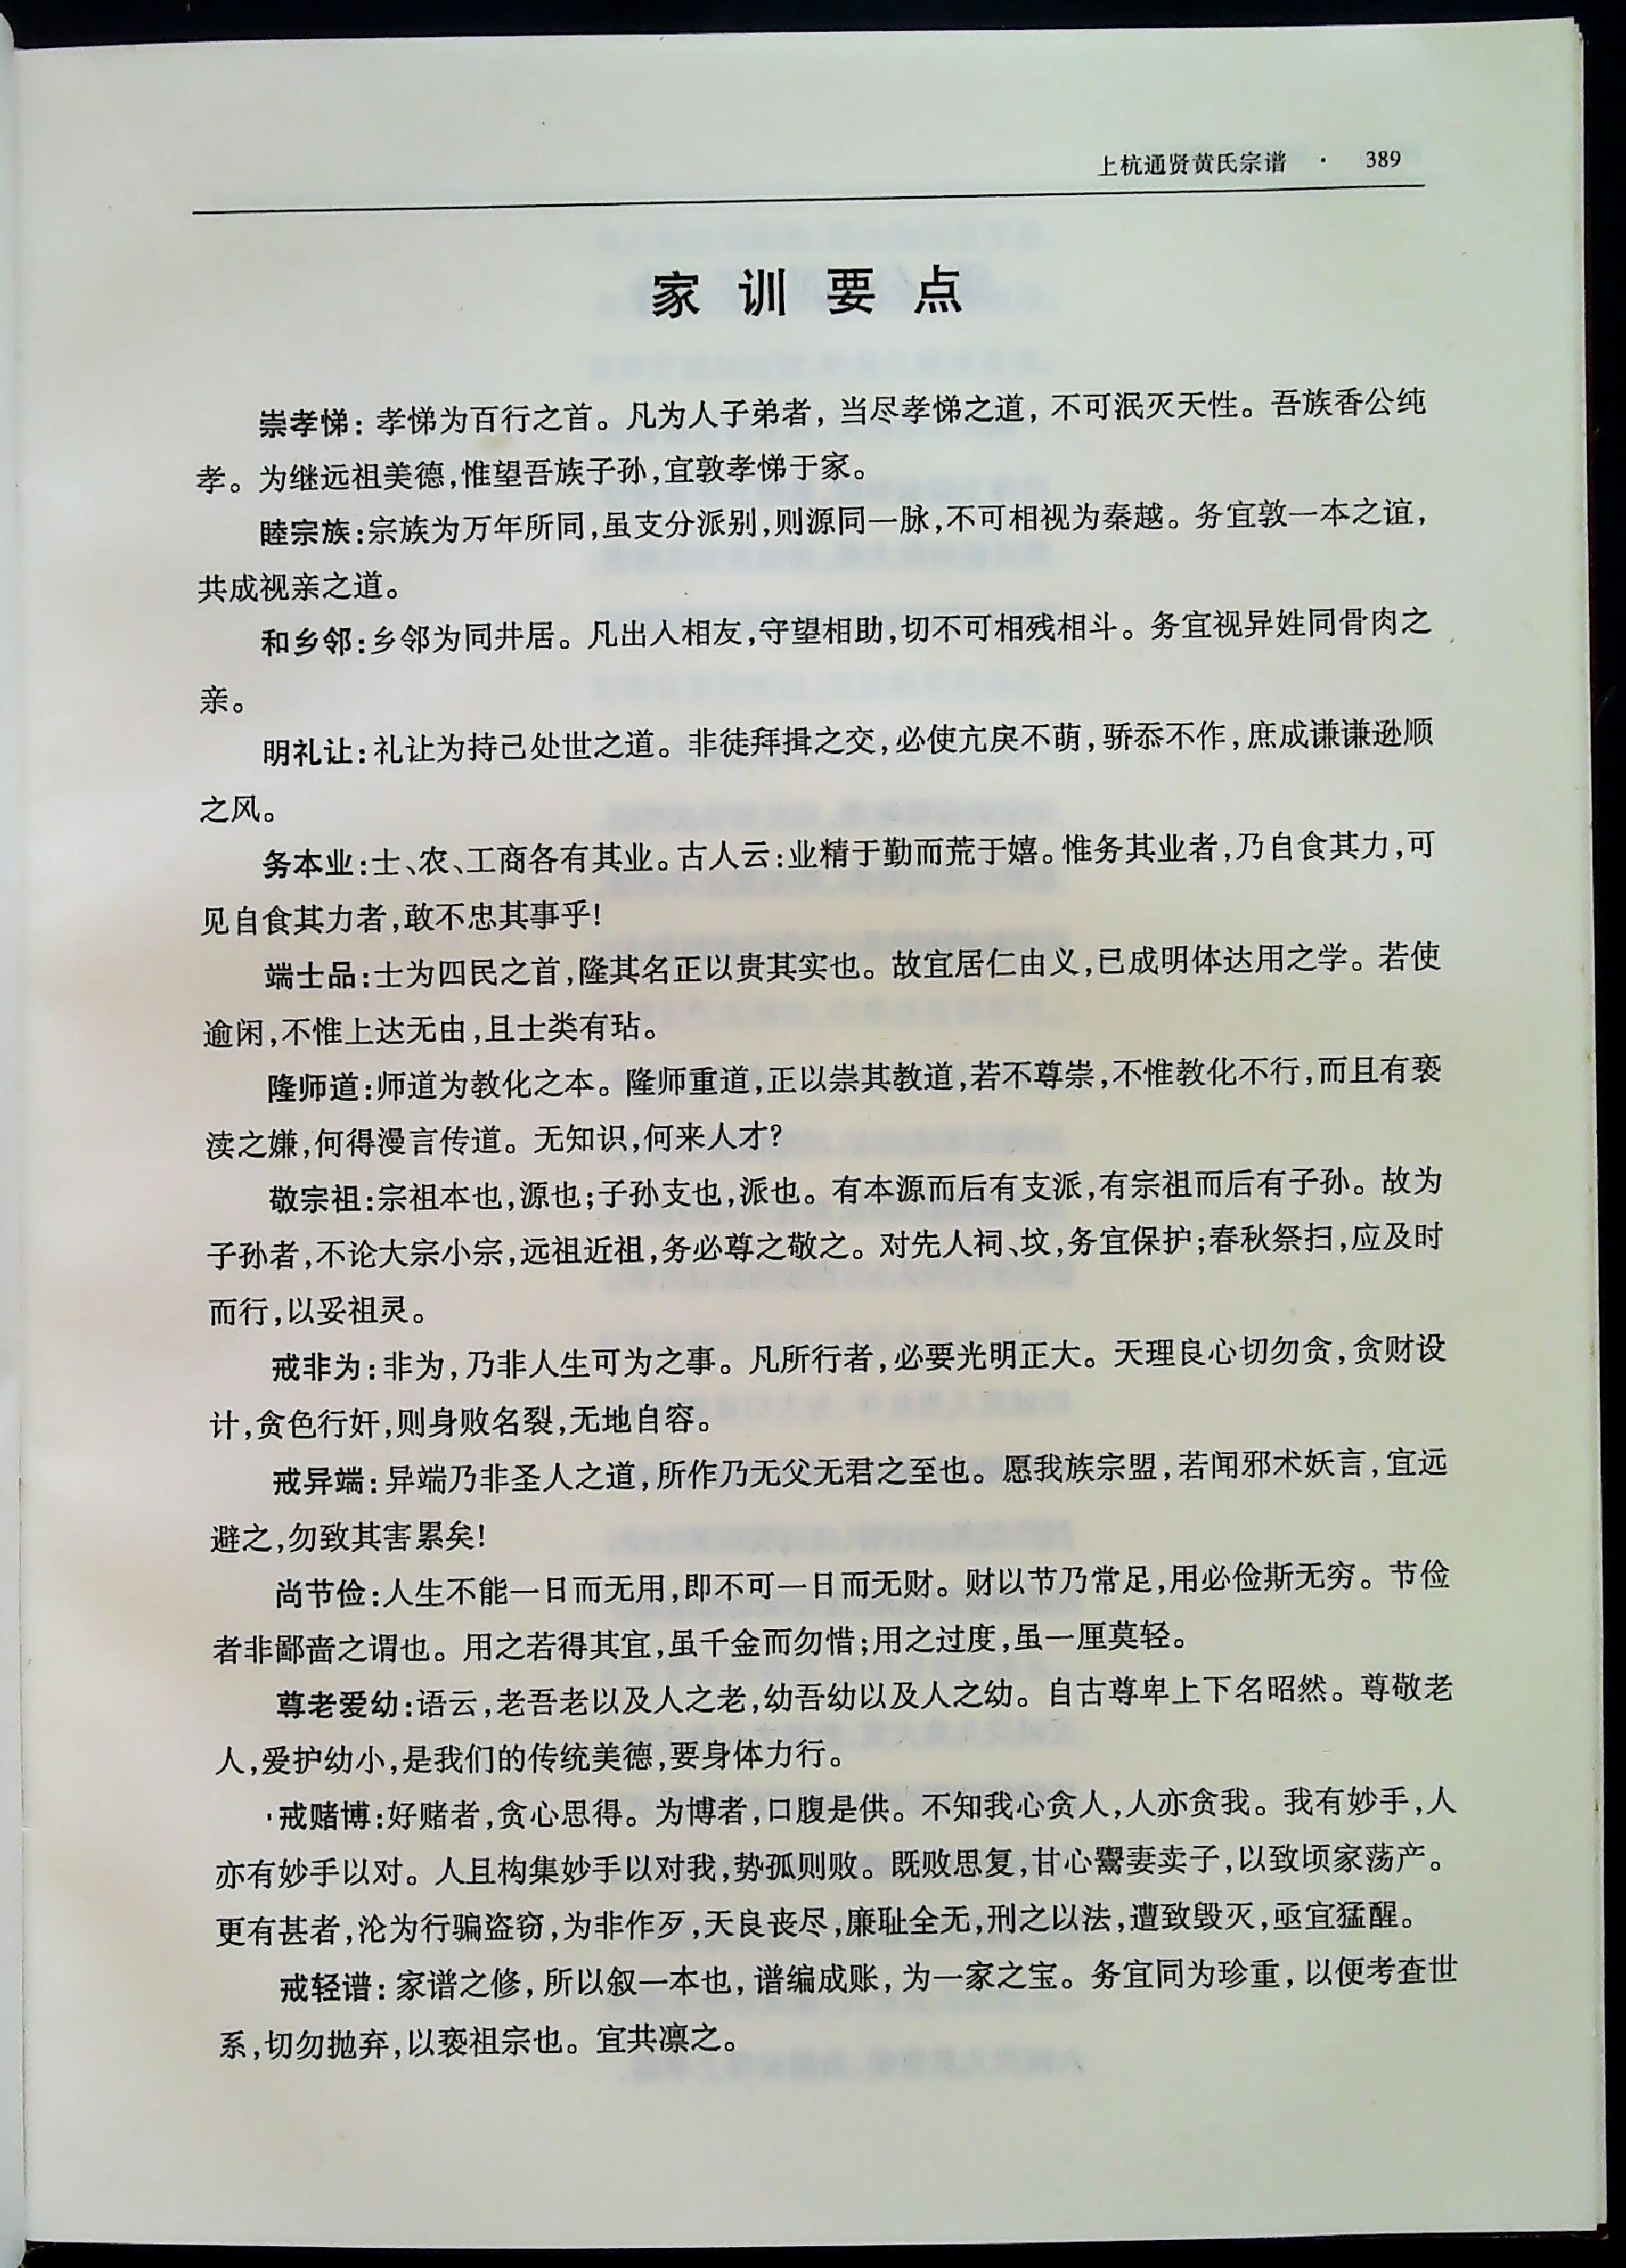 上杭通贤黄氏宗谱 · 389
家训要点
崇孝悌：孝悌为百行之首。凡为人子弟者，当尽孝悌之道，不可泯灭天性。吾族香公纯
孝。为继远祖美德，惟望吾族子孙，宜敦孝悌于家。
睦宗族：宗族为万年所同，虽支分派别，则源同一脉，不可相视为秦越。务宜敦一本之谊，
共成视亲之道。
和乡邻：乡邻为同井居。凡出入相友，守望相助，切不可相残相斗。务宜视异姓同骨肉之
亲。
明礼让：礼让为持己处世之道。非徒拜揖之交，必使亢戾不萌，骄忝不作，庶成谦谦逊顺
之风。
务本业：士、农、工商各有其业。古人云：业精于勤而荒于嬉。惟务其业者，乃自食其力，可
见自食其力者，敢不忠其事乎！
端士品：士为四民之首，隆其名正以贵其实也。故宜居仁由义，已成明体达用之学。若使
逾闲，不惟上达无由，且士类有玷。
隆师道：师道为教化之本。隆师重道，正以崇其教道，若不尊崇，不惟教化不行，而且有亵
渎之嫌，何得漫言传道。无知识，何来人才？
敬宗祖：宗祖本也，源也；子孙支也，派也。有本源而后有支派，有宗祖而后有子孙。故为
子孙者，不论大宗小宗，远祖近祖，务必尊之敬之。对先人祠、坟，务宜保护；春秋祭扫，应及时
而行，以妥祖灵。
戒非为：非为，乃非人生可为之事。凡所行者，必要光明正大。天理良心切勿贪，贪财设
计，贪色行奸，则身败名裂，无地自容。
戒异端：异端乃非圣人之道，所作乃无父无君之至也。愿我族宗盟，若闻邪术妖言，宜远
避之，勿致其害累矣！
尚节俭：人生不能一日而无用，即不可一日而无财。财以节乃常足，用必俭斯无穷。节俭
者非鄙啬之谓也。用之若得其宜，虽千金而勿惜；用之过度，虽一厘莫轻。
尊老爱幼：语云，老吾老以及人之老，幼吾幼以及人之幼。自古尊卑上下名昭然。尊敬老
人，爱护幼小，是我们的传统美德，要身体力行。
戒赌博：好赌者，贪心思得。为博者，口腹是供。不知我心贪人，人亦贪我。我有妙手，人
亦有妙手以对。人且构集妙手以对我，势孤则败。既败思复，甘心鬻妻卖子，以致顷家荡产。
更有甚者，沦为行骗盗窃，为非作歹，天良丧尽，廉耻全无，刑之以法，遭致毁灭，亟宜猛醒。
戒轻谱：家谱之修，所以叙一本也，谱编成账，为一家之宝。务宜同为珍重，以便考查世
系，切勿抛弃，以亵祖宗也。宜共凛之。